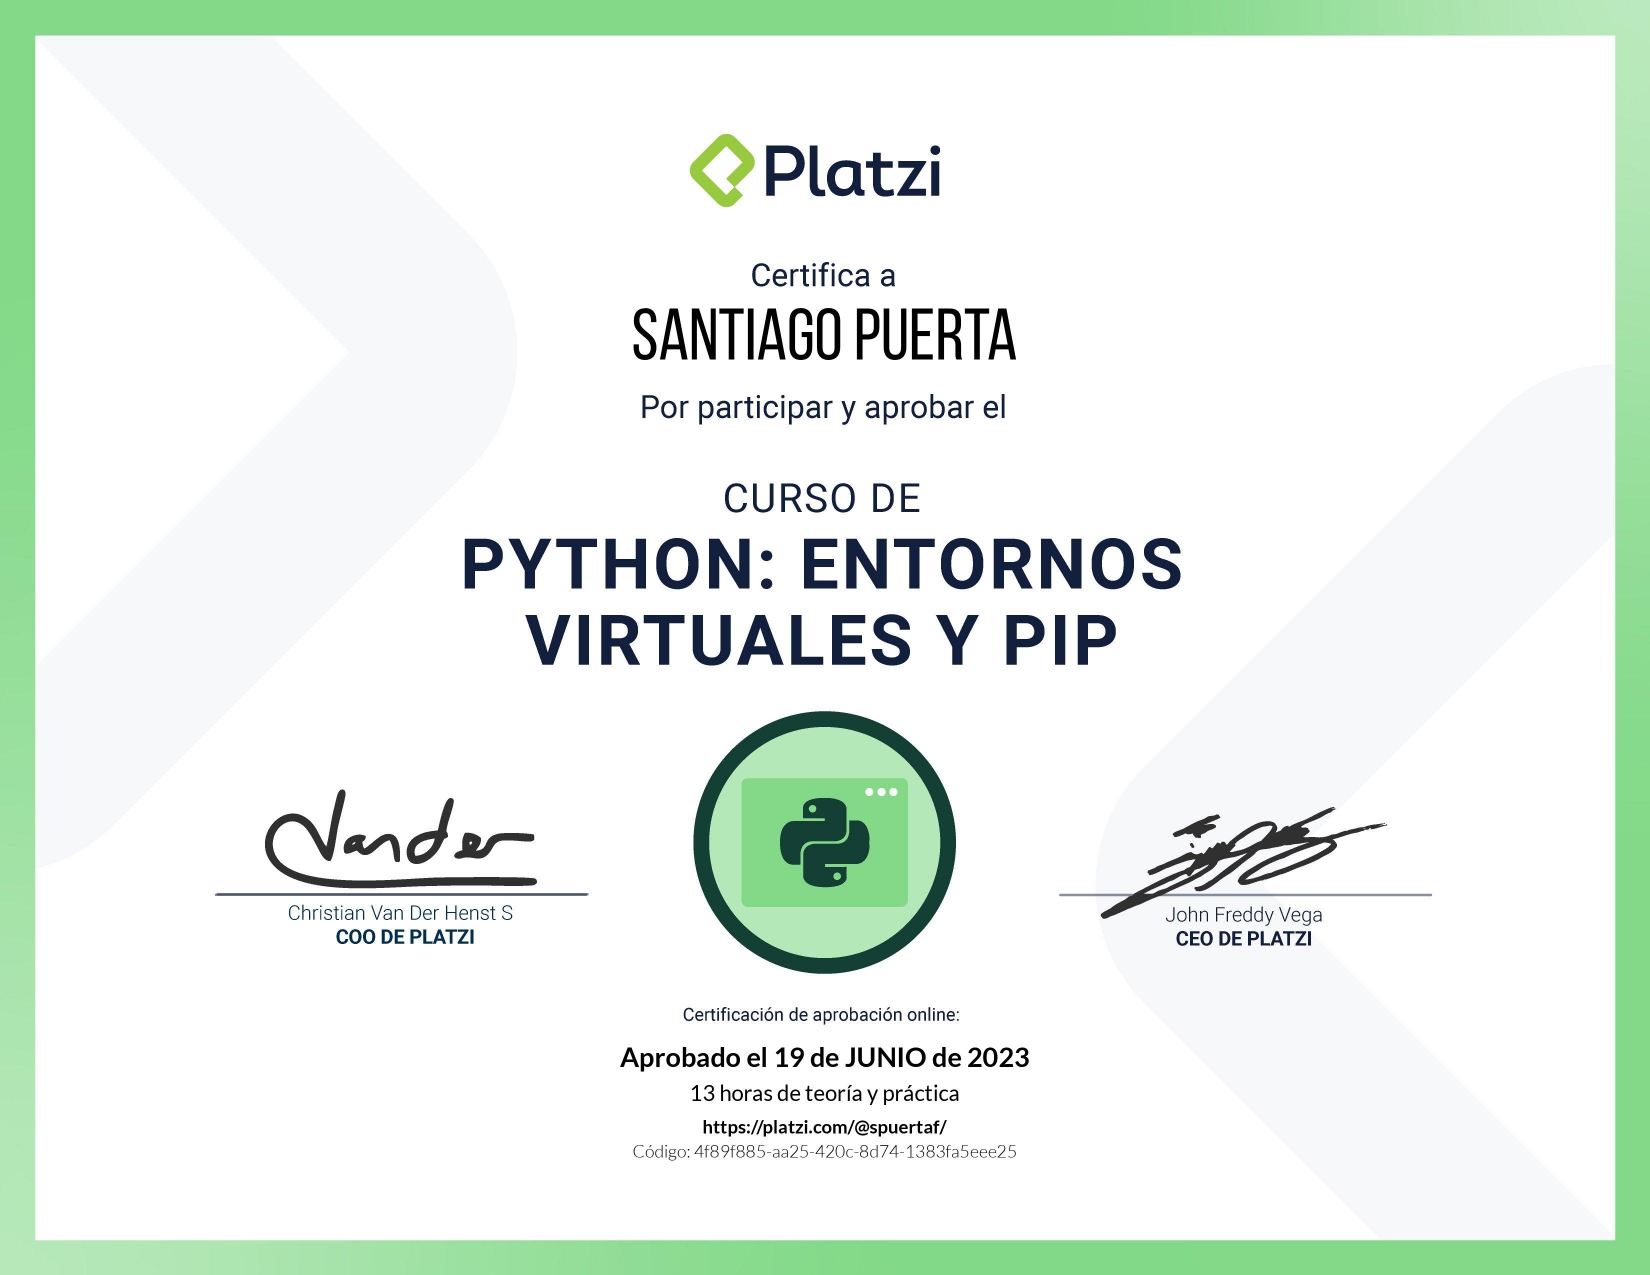 Platzi
Certifica a
SANTIAGO PUERTA
Por participar y aprobar el
CURSO DE
PYTHON: ENTORNOS
VIRTUALES Y PIP
Vander
Christian Van Der Henst S
COO DE PLATZI
John Freddy Vega
CEO DE PLATZI
Certificación de aprobación online:
Aprobado el 19 de JUNIO de 2023
13 horas de teoría y práctica
https://platzi.com/@spuertaf/
Código: 4f89f885-aa25-420c-8d74-1383fa5eee25